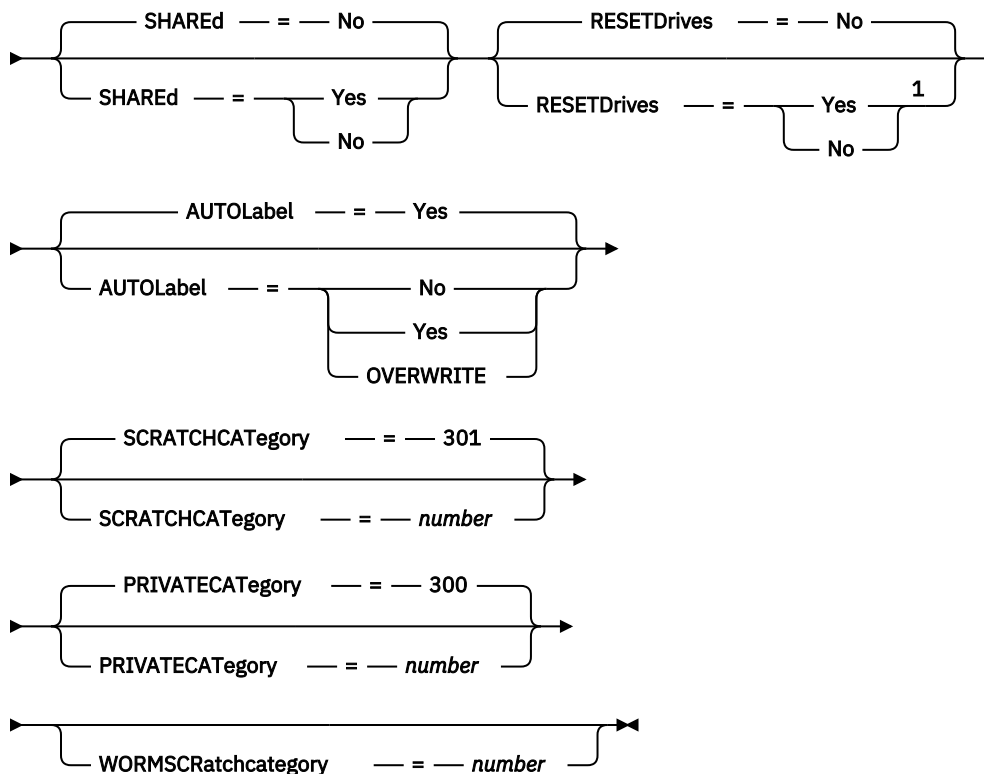 SHAREd = No RESETDrives = No
SHAREd = Yes RESETDrives = Yes 1
No No
AUTOLabel = Yes
AUTOLabel = No
Yes
OVERWRITE
SCRATCHCATegory = 301
SCRATCHCATegory = number
PRIVATECATegory = 300
PRIVATECATegory = number
WORMSCRatchcategory = number